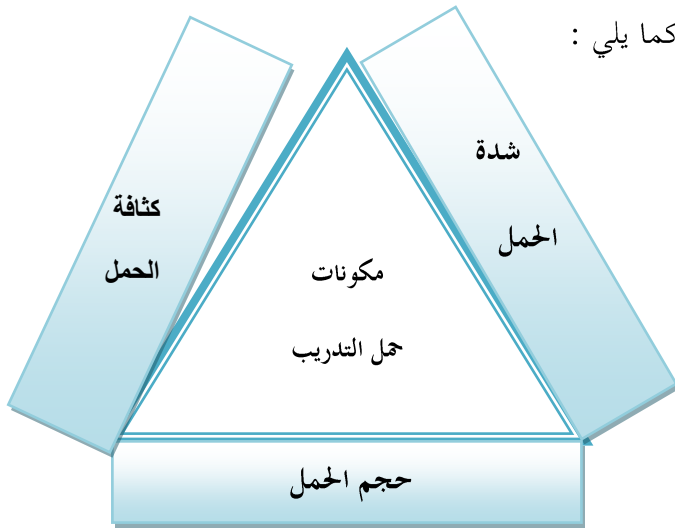 كما يلي :
شدة
الحمل
كثافة
الحمل
مكونات
حمل التدريب
حجم الحمل